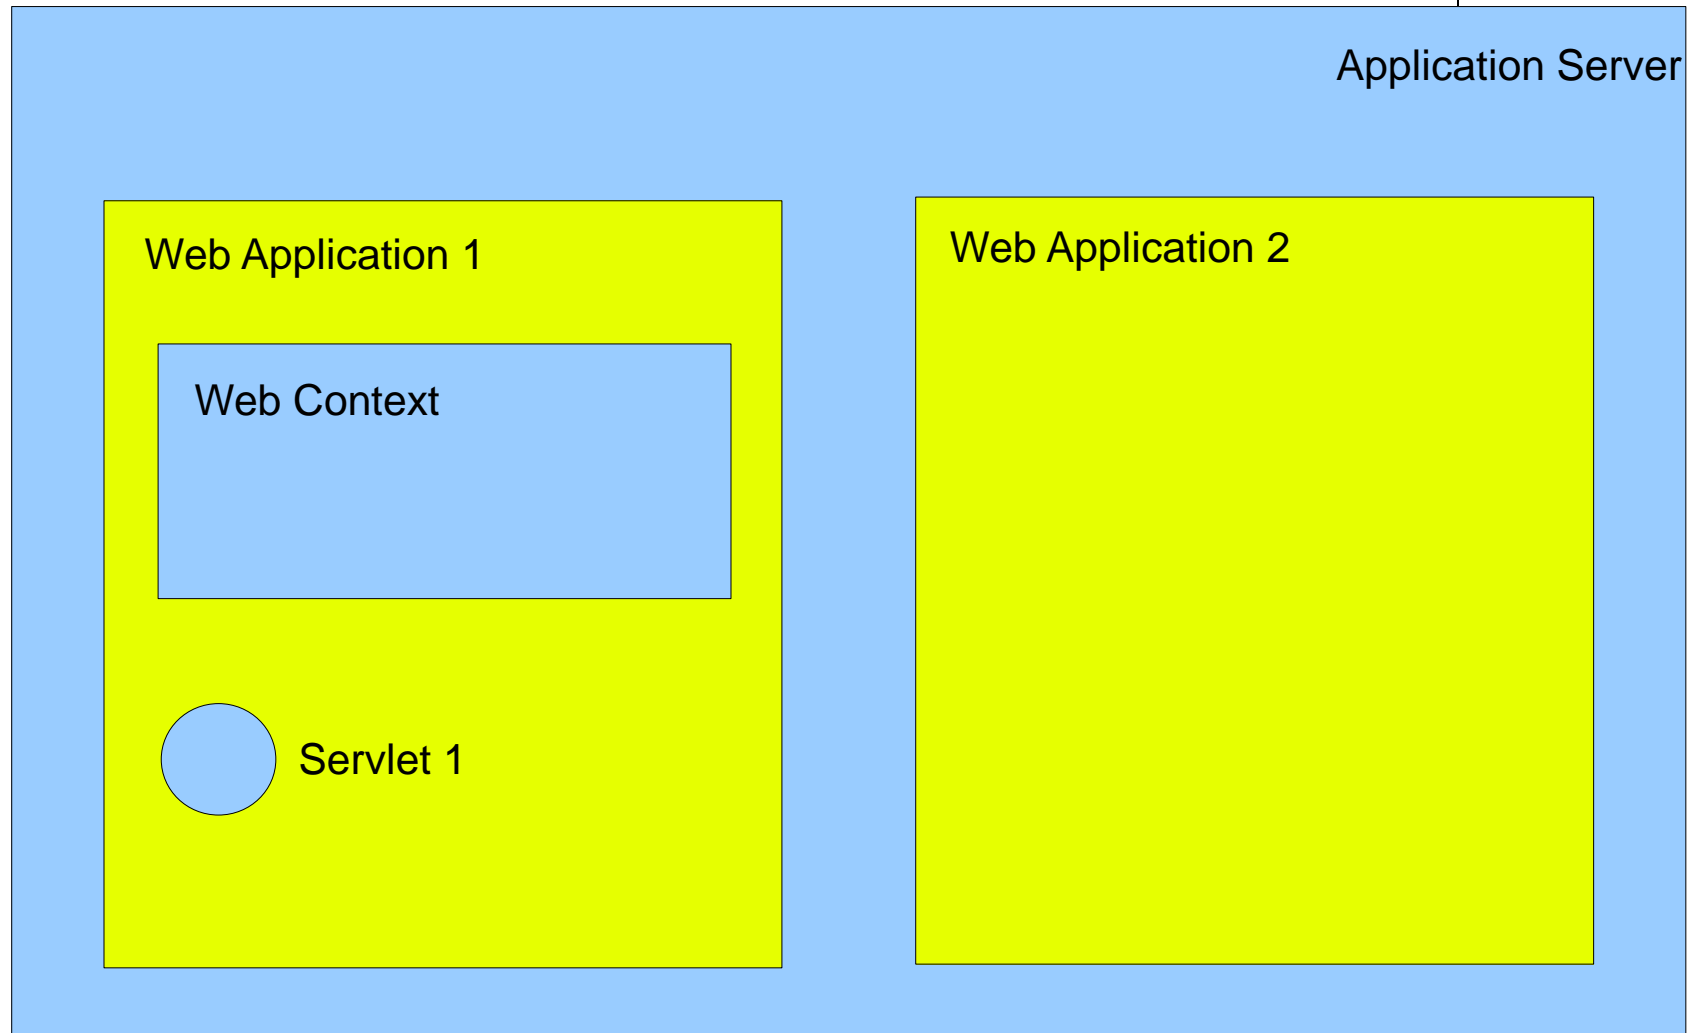 Application Server
Web Application 1
Web Context
Servlet 1
Web Application 2